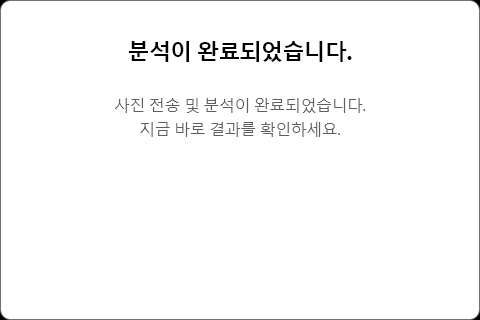 분석이 완료되었습니다.
사진 전송 및 분석이 완료되었습니다.
지금 바로 결과를 확인하세요.